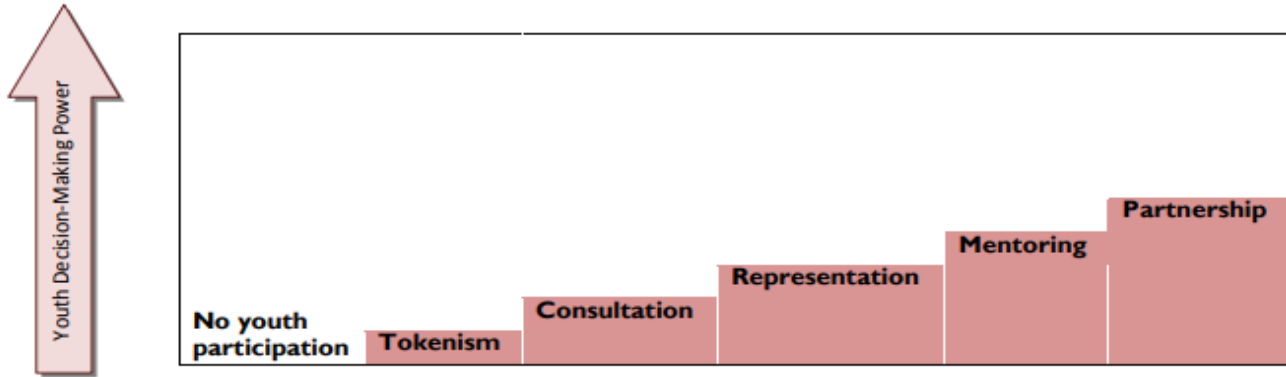 Youth Decision-Making Power
No youth
participation
Tokenism
Consultation
Representation
Mentoring
Partnership